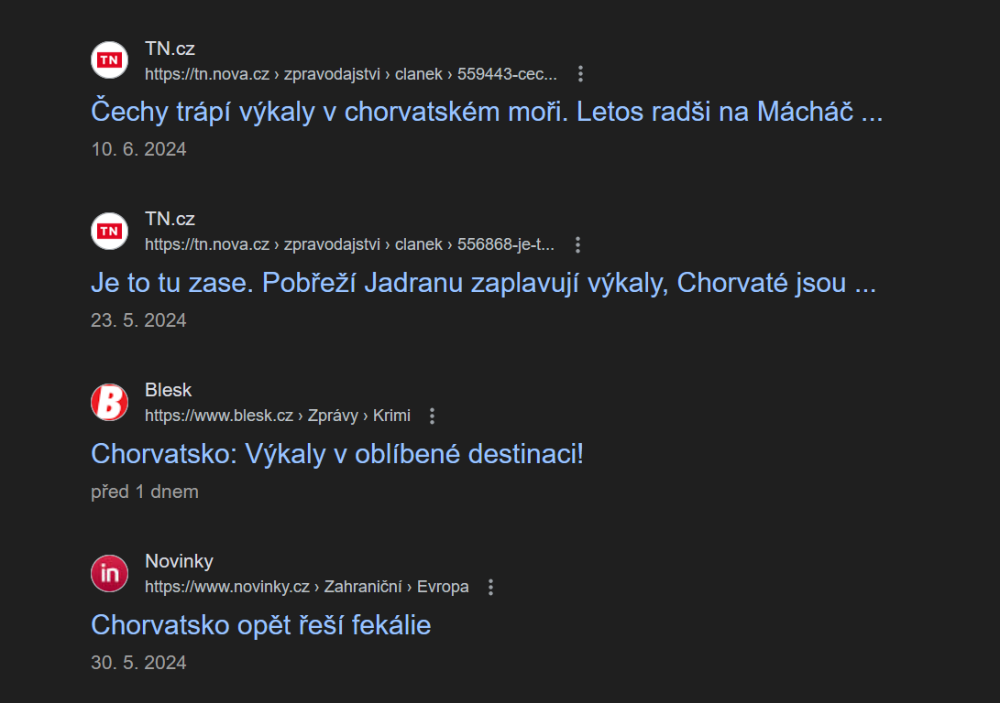 TN
TN.cz
https://tn.nova.cz › zpravodajstvi › clanek › 559443-cec...
Čechy trápí výkaly v chorvatském moři. Letos radši na Mácháč ...
10. 6. 2024
TN
TN.cz
https://tn.nova.cz › zpravodajstvi › clanek › 556868-je-t...
Je to tu zase. Pobřeží Jadranu zaplavují výkaly, Chorvaté jsou ...
23. 5. 2024
B
Blesk
https://www.blesk.cz › Zprávy › Krimi
Chorvatsko: Výkaly v oblíbené destinaci!
před 1 dnem
in
Novinky
https://www.novinky.cz › Zahraniční › Evropa
Chorvatsko opět řeší fekálie
30. 5. 2024